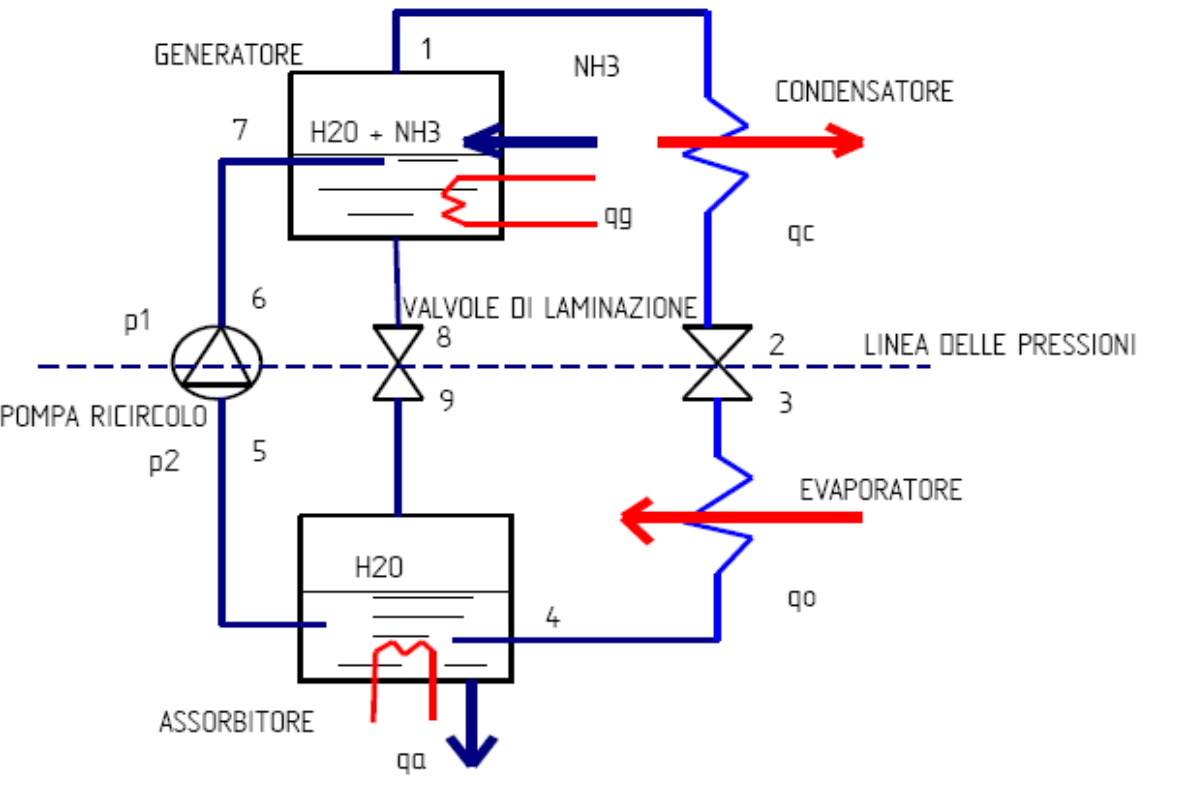 GENERATORE
1
NH3
CONDENSATORE
7
H2O + NH3
qg
qc
6
VALVOLE DI LAMINAZIONE
p1
8
2
LINEA DELLE PRESSIONI
9
3
POMPA RICIRCOLO
5
p2
EVAPORATORE
H2O
qo
4
ASSORBITORE
qa